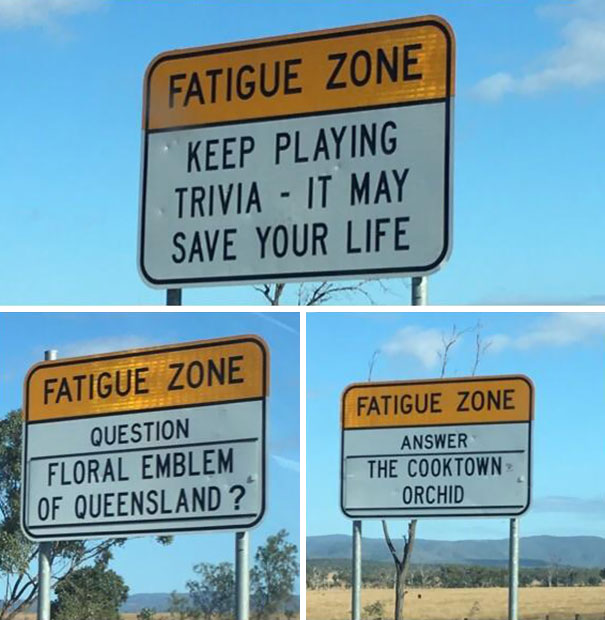 FATIGUE ZONE
KEEP PLAYING
TRIVIA - IT MAY
SAVE YOUR LIFE
FATIGUE ZONE
QUESTION
FLORAL EMBLEM
OF QUEENSLAND?
FATIGUE ZONE
ANSWER
THE COOKTOWN
ORCHID